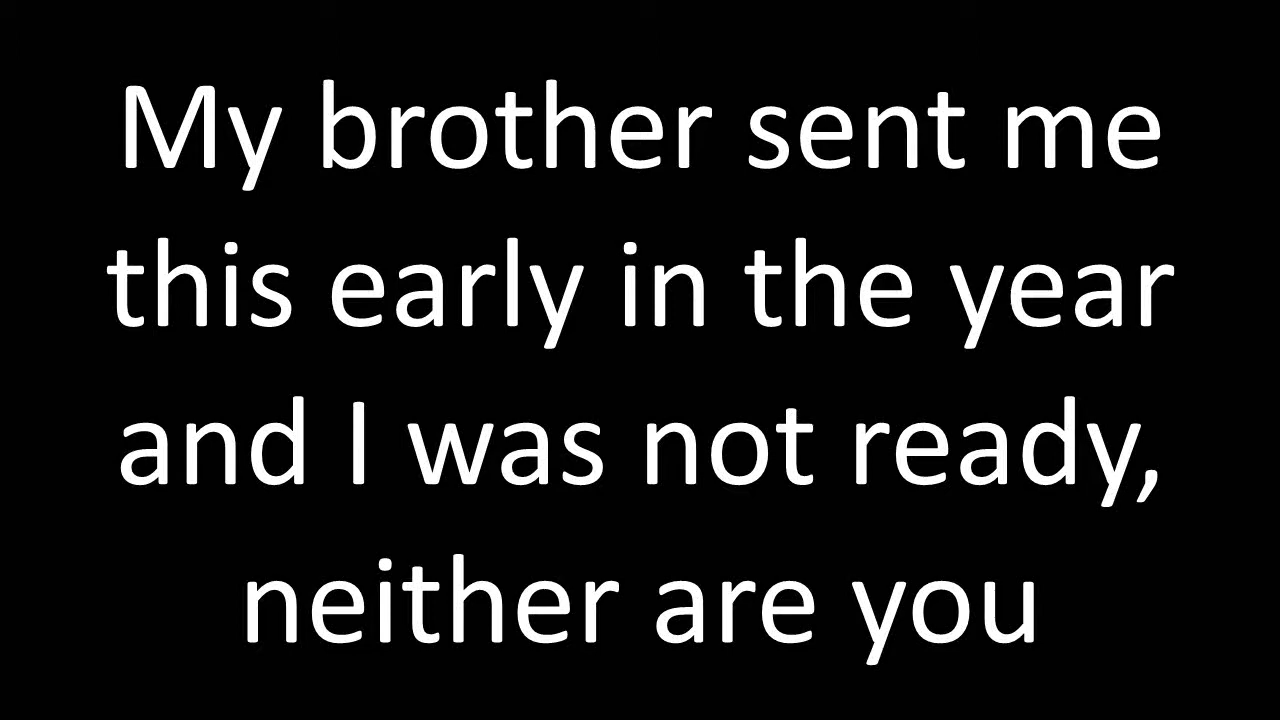 My brother sent me
this early in the year
and I was not ready,
neither are you